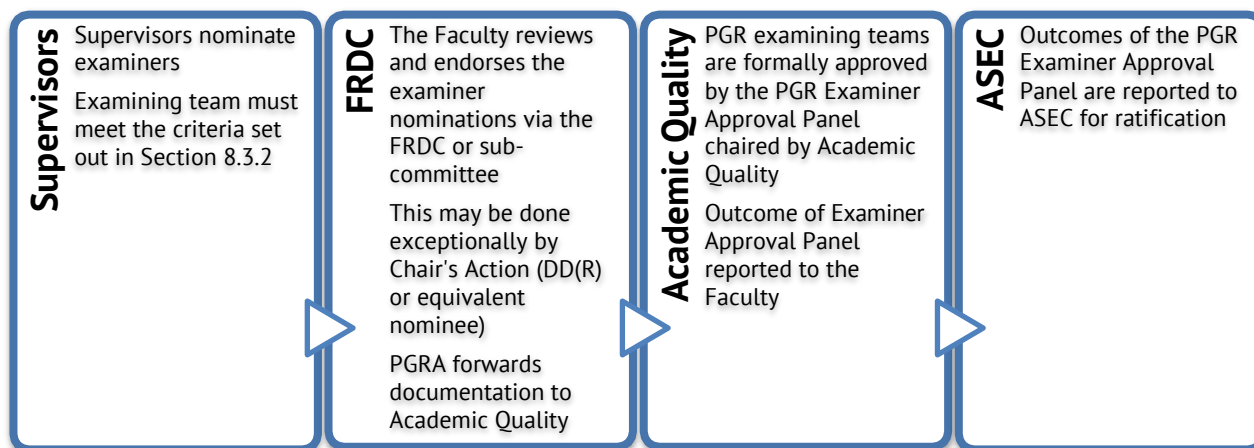 Supervisors
Supervisors nominate
examiners
Examining team must
meet the criteria set
out in Section 8.3.2
FRDC
The Faculty reviews
and endorses the
examiner
nominations via the
FRDC or sub-
committee
This may be done
exceptionally by
Chair's Action (DD(R)
or equivalent
nominee)
PGRA forwards
documentation to
Academic Quality
Academic Quality
PGR examining teams
are formally approved
by the PGR Examiner
Approval Panel
chaired by Academic
Quality
Outcome of Examiner
Approval Panel
reported to the
Faculty
ASEC
Outcomes of the PGR
Examiner Approval
Panel are reported to
ASEC for ratification